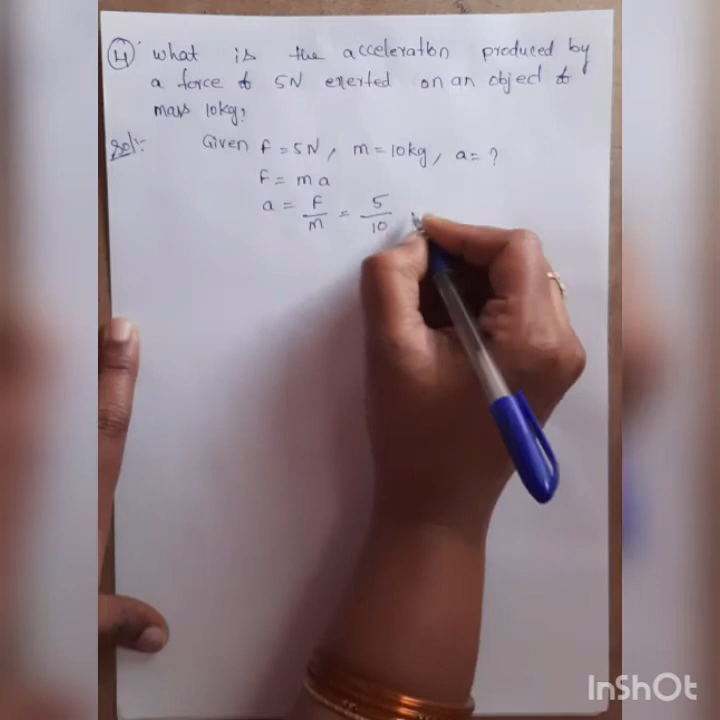 4) what is the acceleration produced by
a force of 5N exerted on an object of
mass 10kg?
Sol:- Given F = 5N, m = 10kg, a = ?
F = ma
a = F/m = 5/10
InShOt